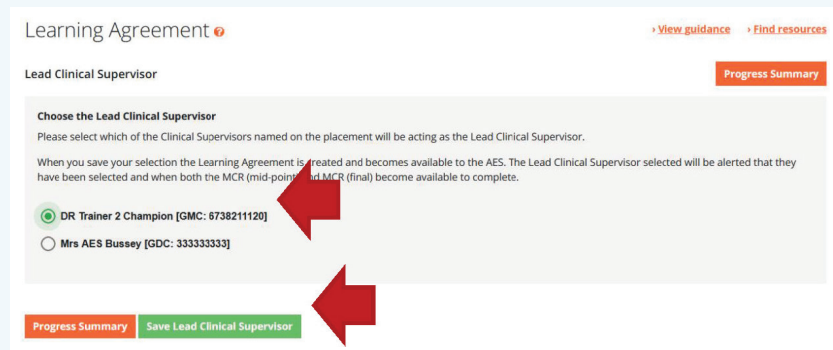 Learning Agreement ?
› View guidance › Find resources
Lead Clinical Supervisor
Progress Summary
Choose the Lead Clinical Supervisor
Please select which of the Clinical Supervisors named on the placement will be acting as the Lead Clinical Supervisor.
When you save your selection the Learning Agreement is created and becomes available to the AES. The Lead Clinical Supervisor selected will be alerted that they
have been selected and when both the MCR (mid-point) MCR (final) become available to complete.
DR Trainer 2 Champion [GMC: 6738211120]
Mrs AES Bussey [GDC: 333333333]
Progress Summary Save Lead Clinical Supervisor